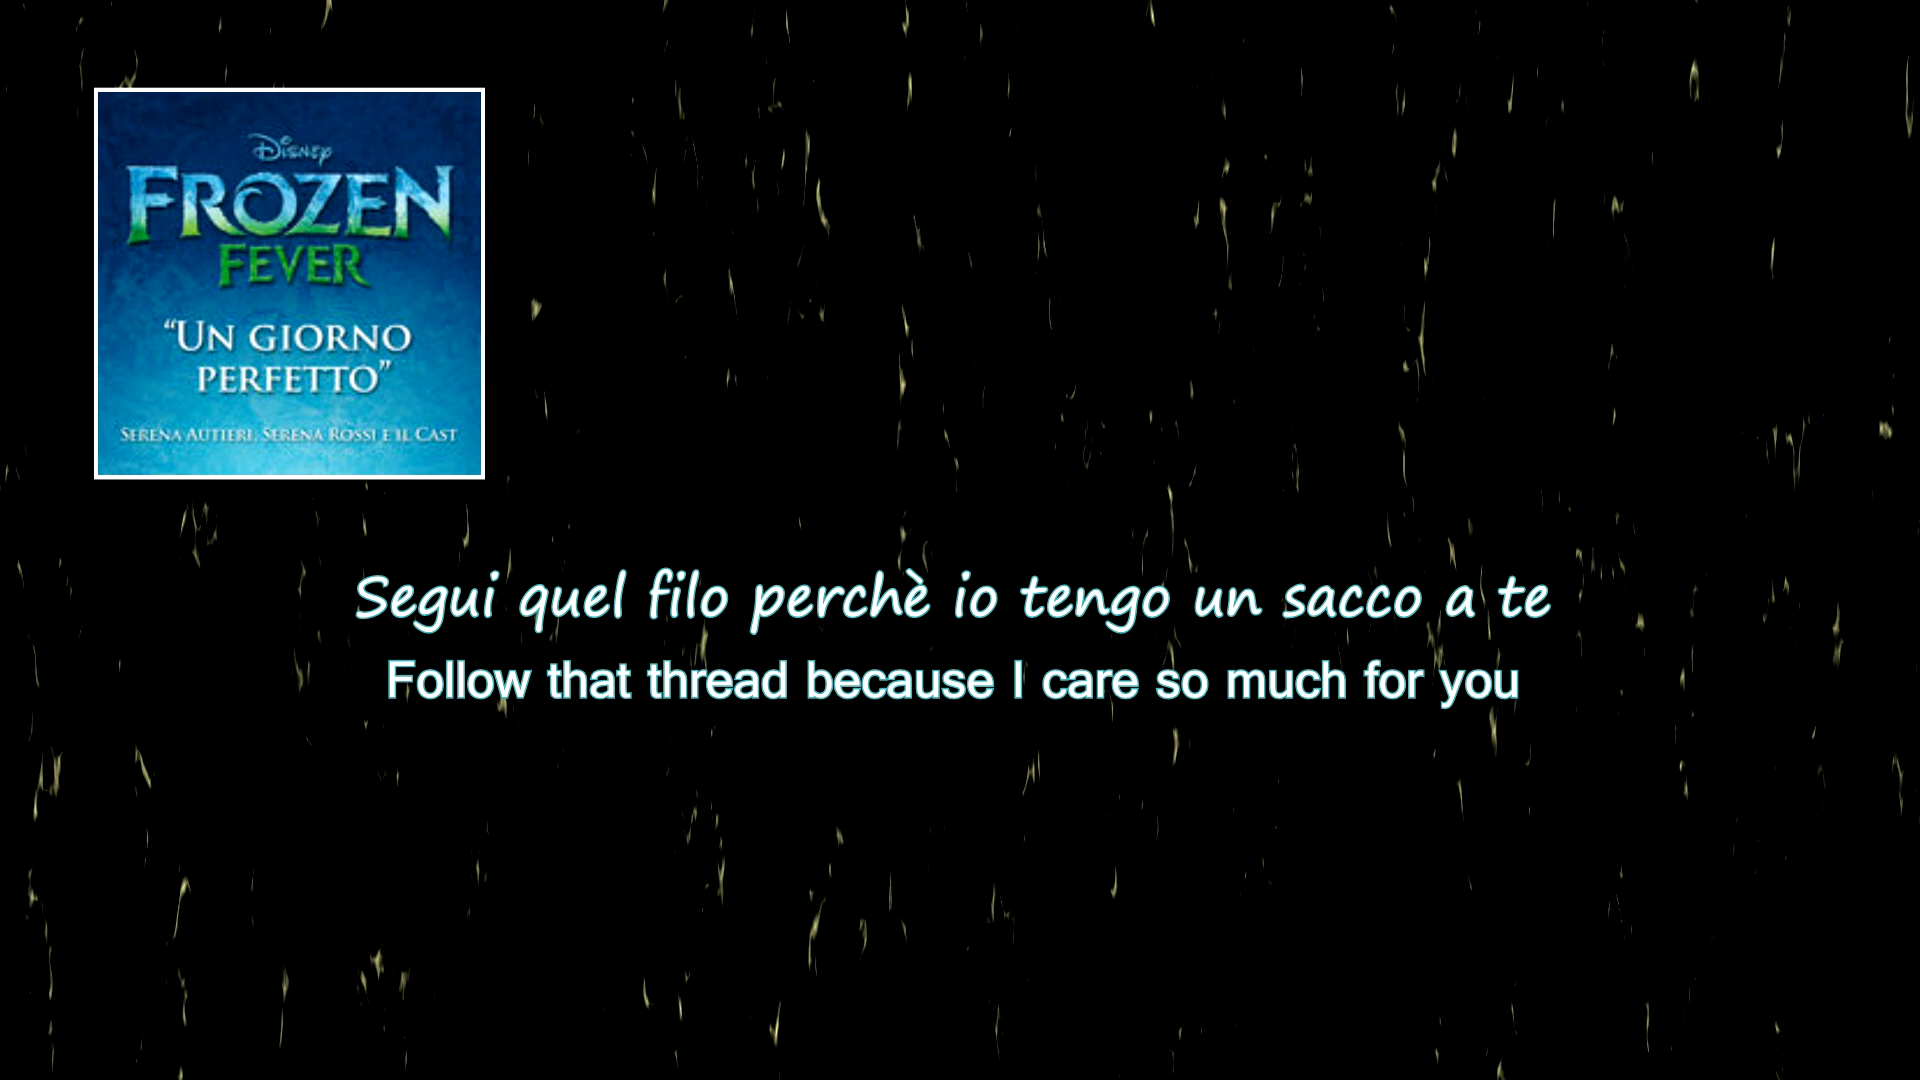 Disney
FROZEN
FEVER
“UN GIORNO
PERFETTO”
SERENA AUTIERI, SERENA ROSSI E IL CAST
Segui quel filo perchè io tengo un sacco a te
Follow that thread because I care so much for you